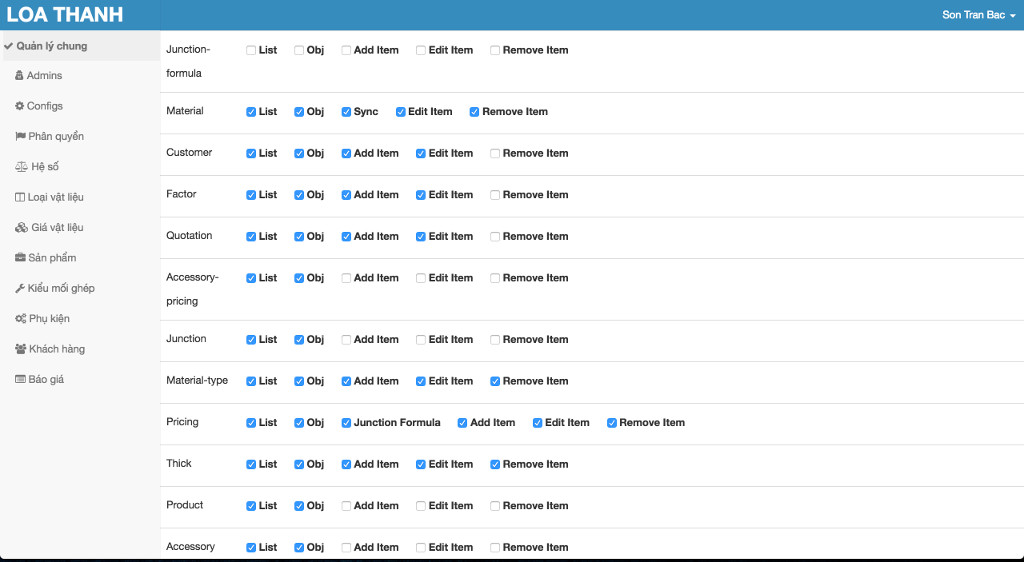 LOA THANH
Son Tran Bac
Quản lý chung
Admins
Configs
Phân quyền
Hệ số
Loại vật liệu
Giá vật liệu
Sản phẩm
Kiểu mối ghép
Phụ kiện
Khách hàng
Báo giá
Junction-
formula
List Obj Add Item Edit Item Remove Item
Material List Obj Sync Edit Item Remove Item
Customer List Obj Add Item Edit Item Remove Item
Factor List Obj Add Item Edit Item Remove Item
Quotation List Obj Add Item Edit Item Remove Item
Accessory-
pricing
List Obj Add Item Edit Item Remove Item
Junction List Obj Add Item Edit Item Remove Item
Material-type List Obj Add Item Edit Item Remove Item
Pricing List Obj Junction Formula Add Item Edit Item Remove Item
Thick List Obj Add Item Edit Item Remove Item
Product List Obj Add Item Edit Item Remove Item
Accessory List Obj Add Item Edit Item Remove Item